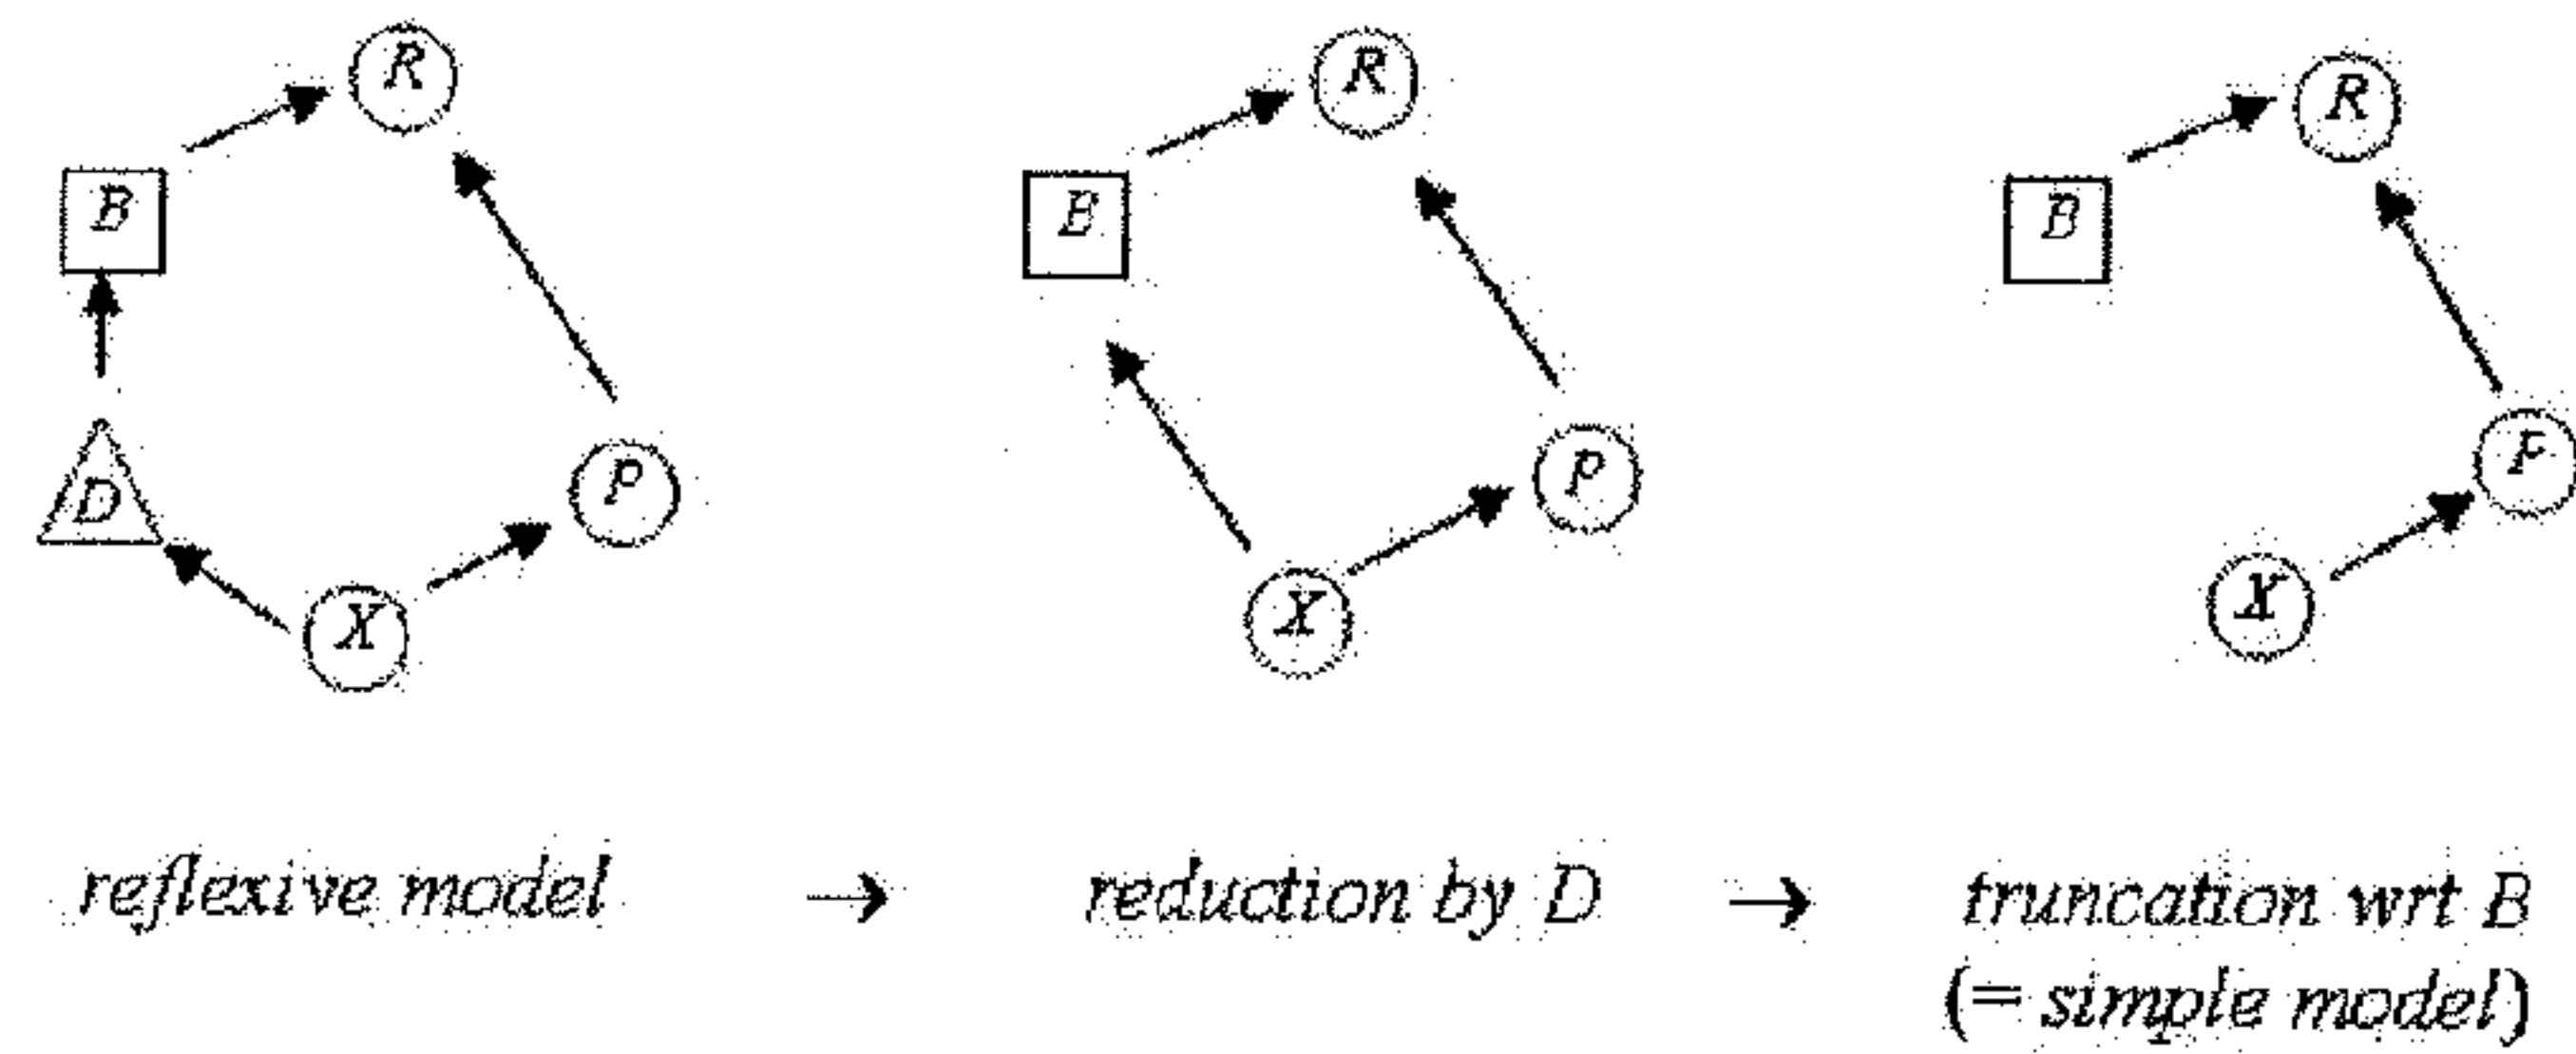 R
B
D
P
X
R
B
P
X
R
B
P
X
reflexive model → reduction by D → truncation wrt B
(= simple model)